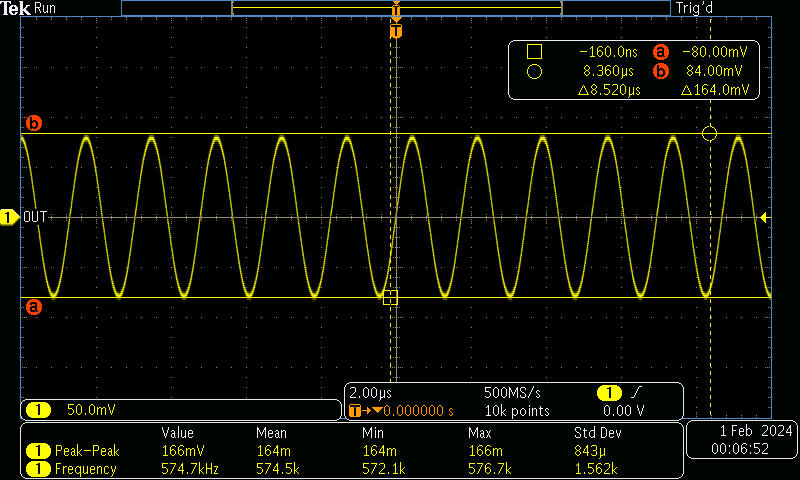 Tek Run Trig'd
T
T
-160.0ns a -80.00mV
8.360µs b 84.00mV
Δ8.520µs Δ164.0mV
b
1 OUT
a
2.00µs 500MS/s 1
T→▼0.000000 s 10k points 0.00 V
1 50.0mV
Value Mean Min Max Std Dev
1 Peak-Peak 166mV 164m 164m 166m 843µ
1 Frequency 574.7kHz 574.5k 572.1k 576.7k 1.562k
1 Feb 2024
00:06:52